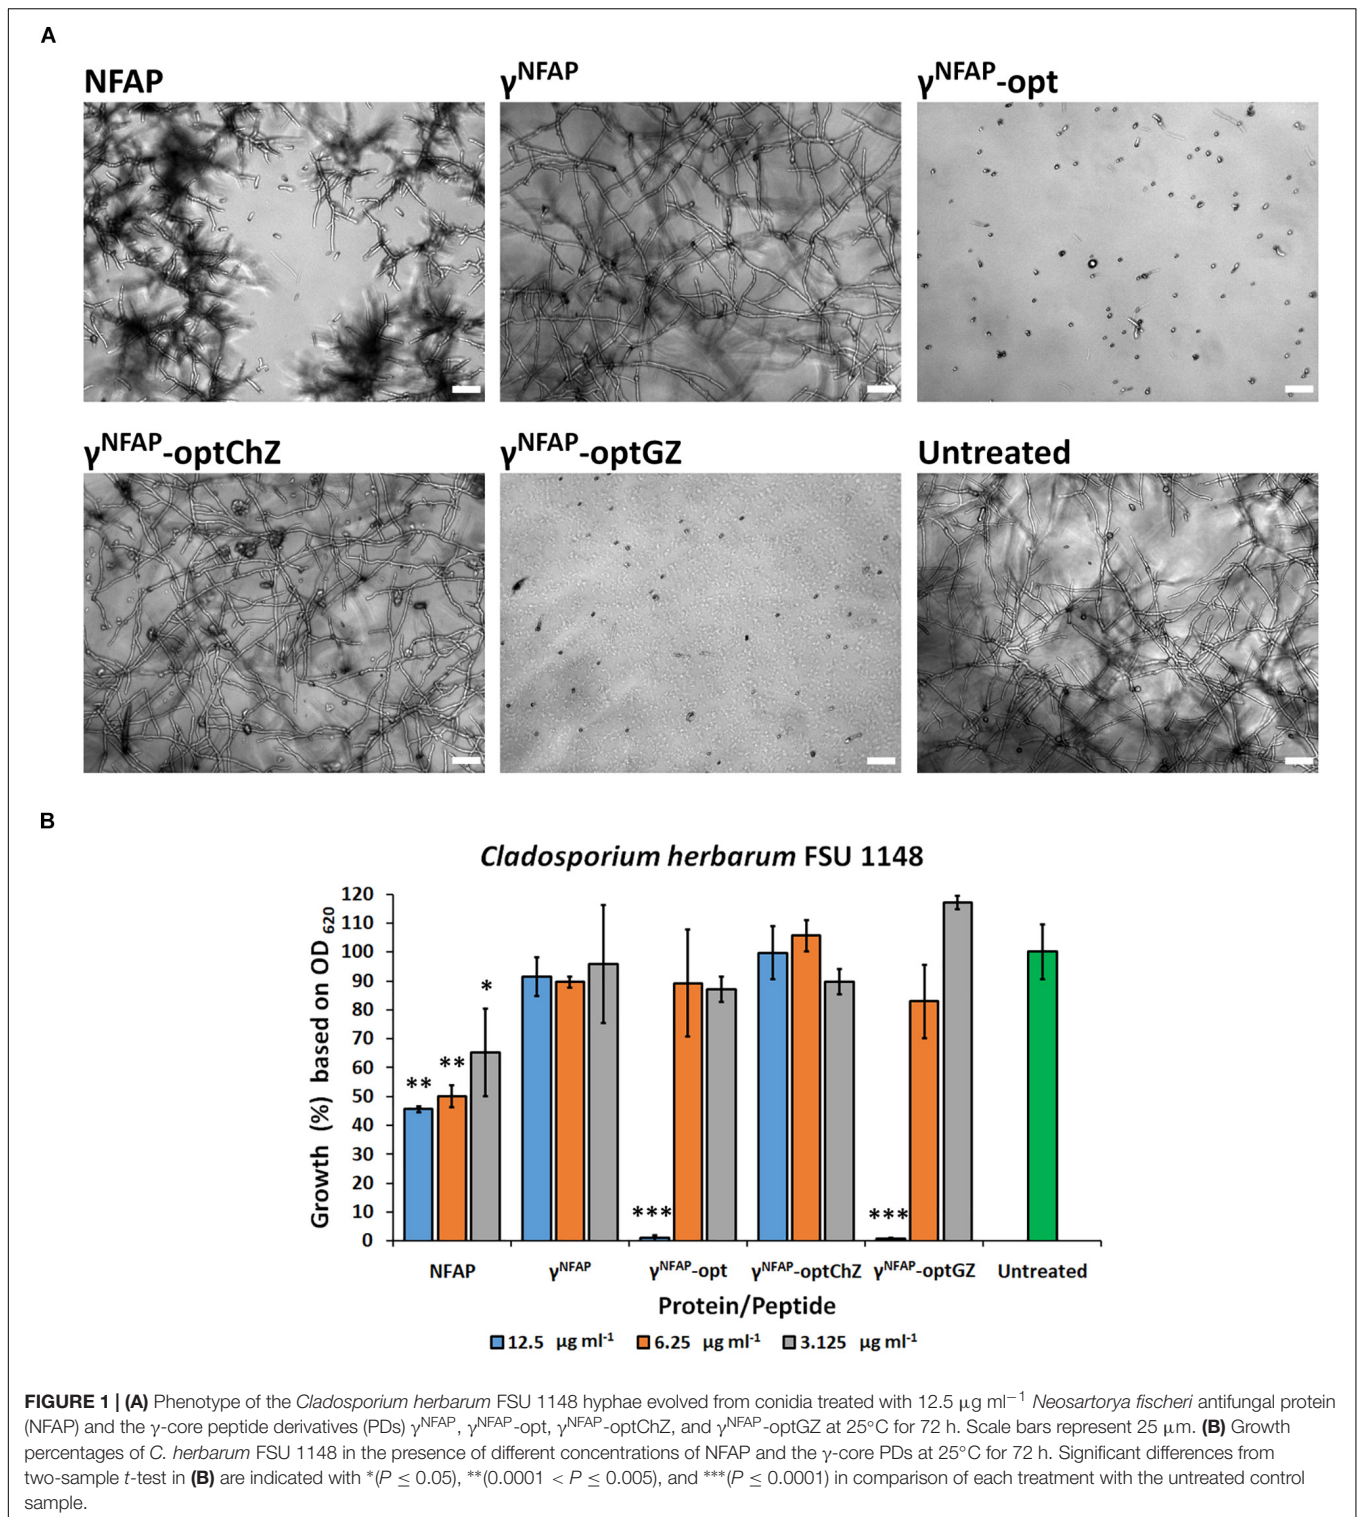 A
NFAP
γNFAP
γNFAP-opt
γNFAP-optChZ
γNFAP-optGZ
Untreated
B
Cladosporium herbarum FSU 1148
Growth (%) based on OD620
120
110
100
90
80
70
60
50
40
30
20
10
0
**
**
*
***
***
NFAP
γNFAP
γNFAP-opt
γNFAP-optChZ
γNFAP-optGZ
Untreated
Protein/Peptide
12.5 μg ml-1
6.25 μg ml-1
3.125 μg ml-1
FIGURE 1 | (A) Phenotype of the Cladosporium herbarum FSU 1148 hyphae evolved from conidia treated with 12.5 μg ml−1 Neosartorya fischeri antifungal protein
(NFAP) and the γ-core peptide derivatives (PDs) γNFAP, γNFAP-opt, γNFAP-optChZ, and γNFAP-optGZ at 25°C for 72 h. Scale bars represent 25 μm. (B) Growth
percentages of C. herbarum FSU 1148 in the presence of different concentrations of NFAP and the γ-core PDs at 25°C for 72 h. Significant differences from
two-sample t-test in (B) are indicated with *(P ≤ 0.05), **(0.0001 < P ≤ 0.005), and ***(P ≤ 0.0001) in comparison of each treatment with the untreated control
sample.